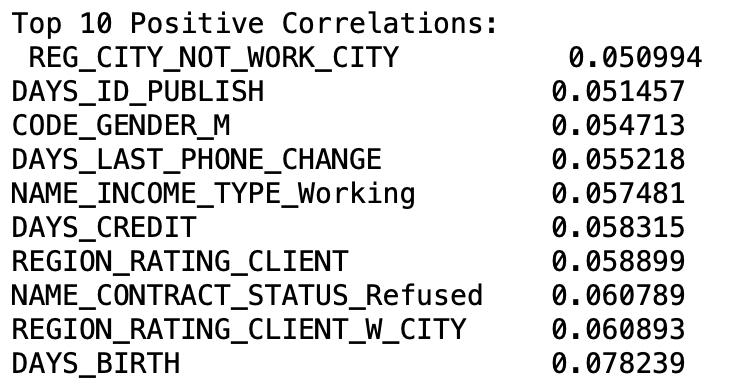 Top 10 Positive Correlations:
REG_CITY_NOT_WORK_CITY 0.050994
DAYS_ID_PUBLISH 0.051457
CODE_GENDER_M 0.054713
DAYS_LAST_PHONE_CHANGE 0.055218
NAME_INCOME_TYPE_Working 0.057481
DAYS_CREDIT 0.058315
REGION_RATING_CLIENT 0.058899
NAME_CONTRACT_STATUS_Refused 0.060789
REGION_RATING_CLIENT_W_CITY 0.060893
DAYS_BIRTH 0.078239